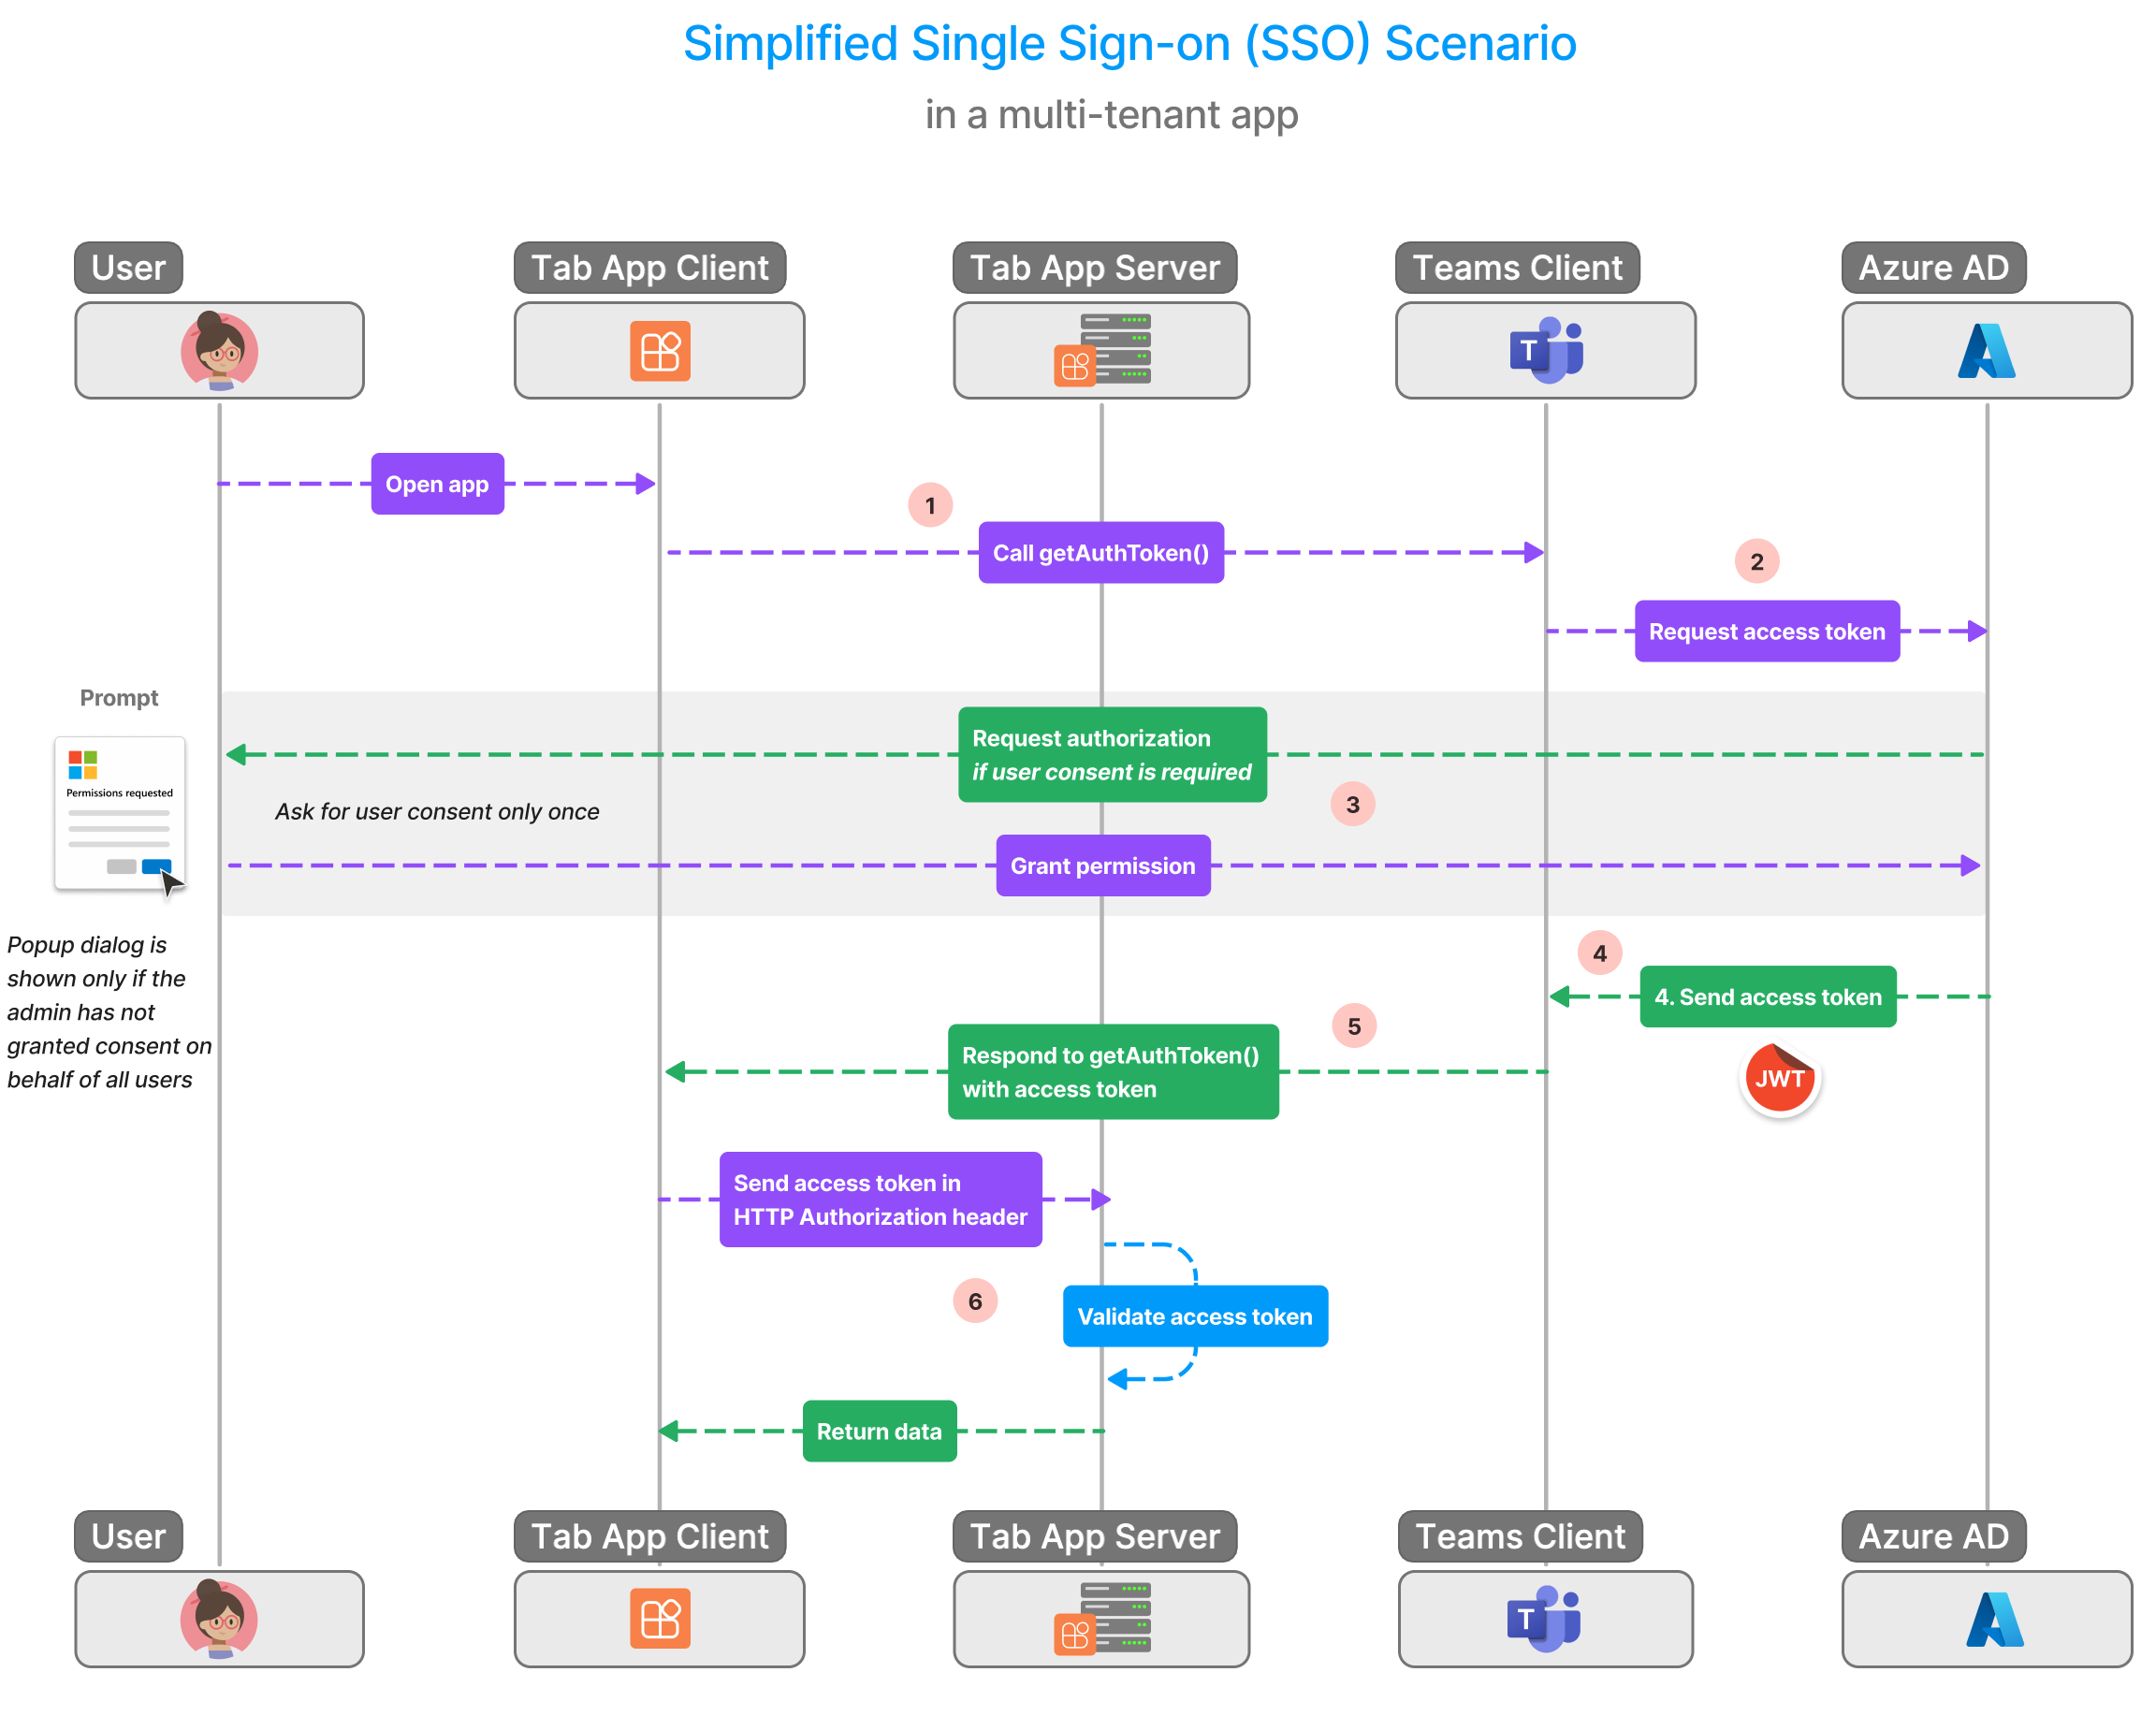 Simplified Single Sign-on (SSO) Scenario
in a multi-tenant app
User
Tab App Client
Tab App Server
Teams Client
Azure AD
T
Open app
1
Call getAuthToken()
2
Request access token
Prompt
Permissions requested
Request authorization
if user consent is required
Ask for user consent only once
3
Grant permission
Popup dialog is
shown only if the
admin has not
granted consent on
behalf of all users
4
4. Send access token
JWT
5
Respond to getAuthToken()
with access token
Send access token in
HTTP Authorization header
6
Validate access token
Return data
User
Tab App Client
Tab App Server
Teams Client
Azure AD
T